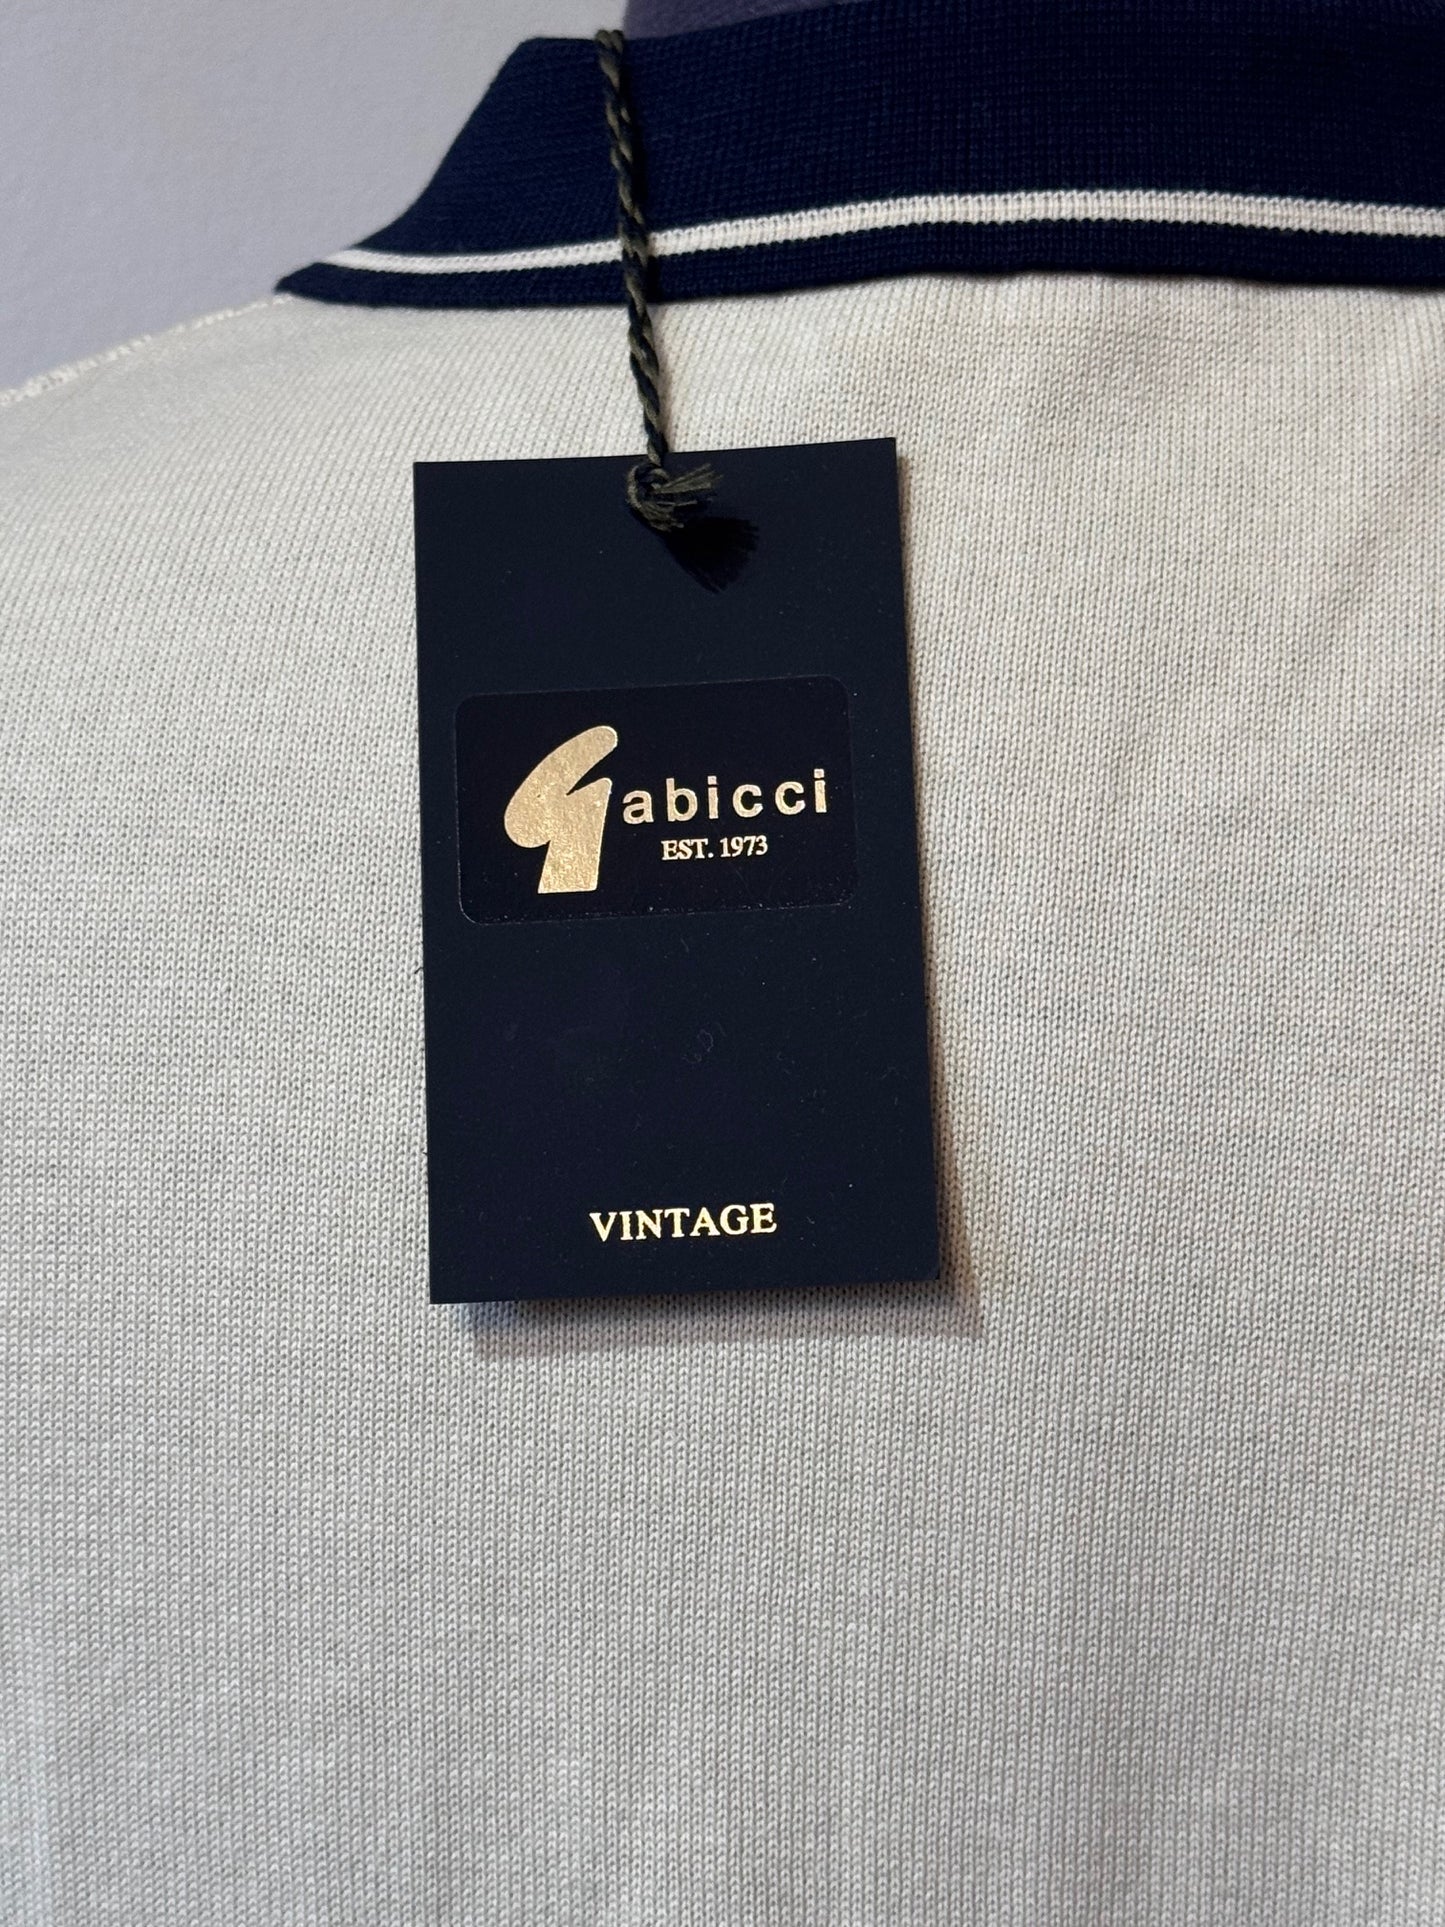 Gabicci
EST. 1973
VINTAGE